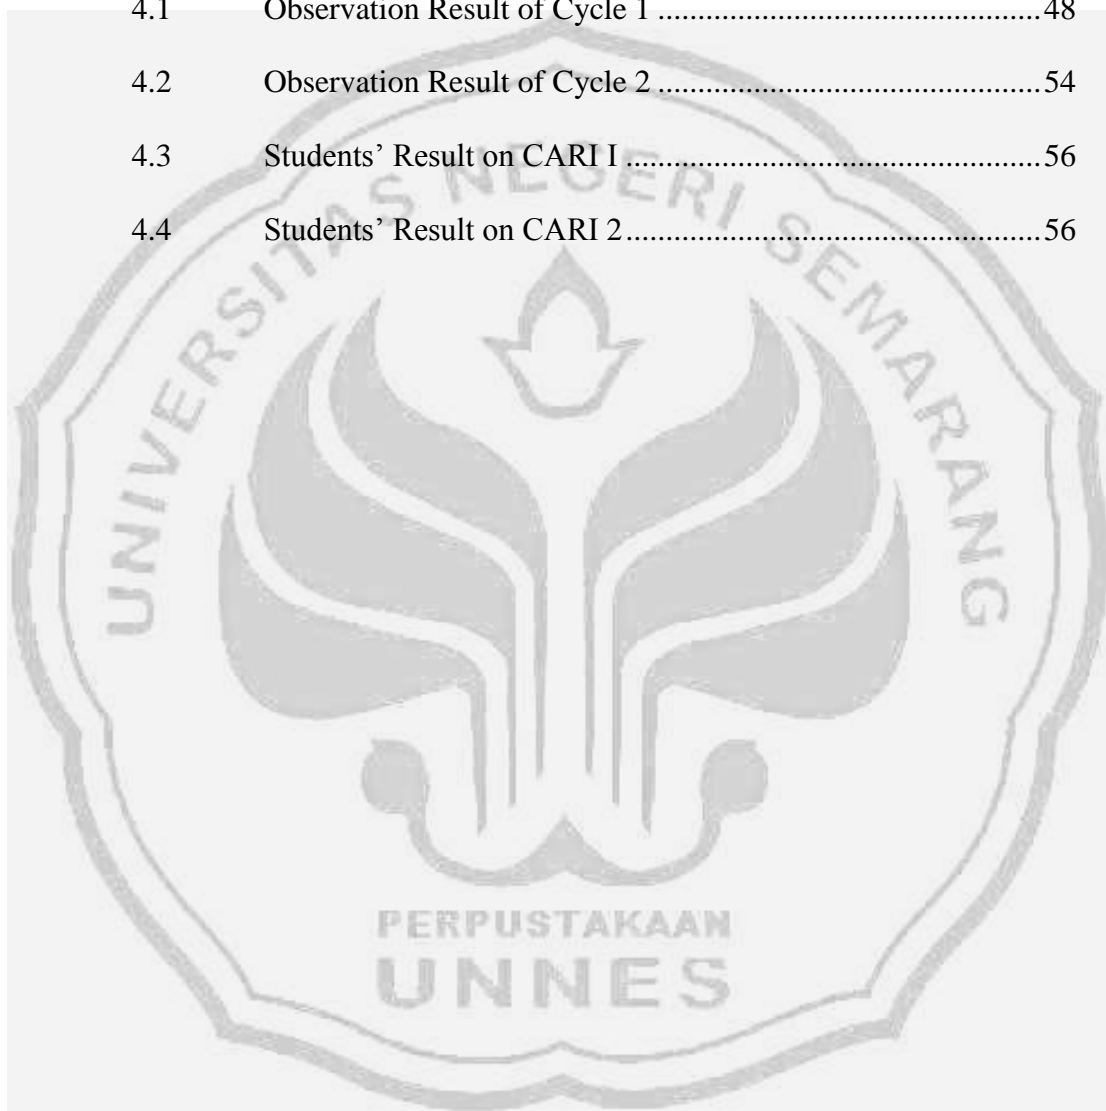 4.1 Observation Result of Cycle 1 ................................................48
4.2 Observation Result of Cycle 2 ................................................54
4.3 Students’ Result on CARI I ....................................................56
4.4 Students’ Result on CARI 2....................................................56
UNIVERSITAS NEGERI SEMARANG
PERPUSTAKAAN
UNNES